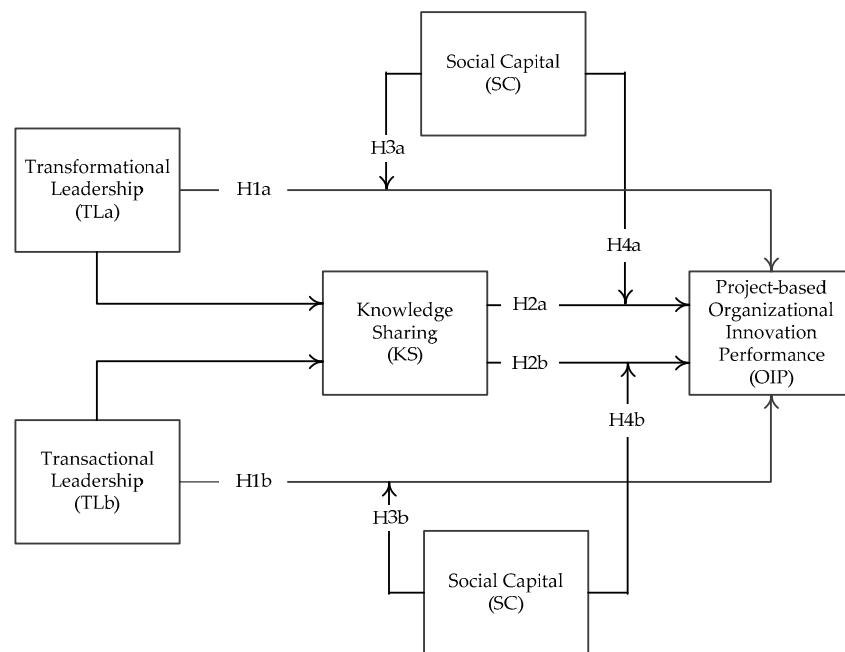 Social Capital
(SC)
H3a
Transformational
Leadership
(TLa)
H1a
H4a
Knowledge
Sharing
(KS)
H2a
H2b
Project-based
Organizational
Innovation
Performance
(OIP)
H4b
Transactional
Leadership
(TLb)
H1b
H3b
Social Capital
(SC)